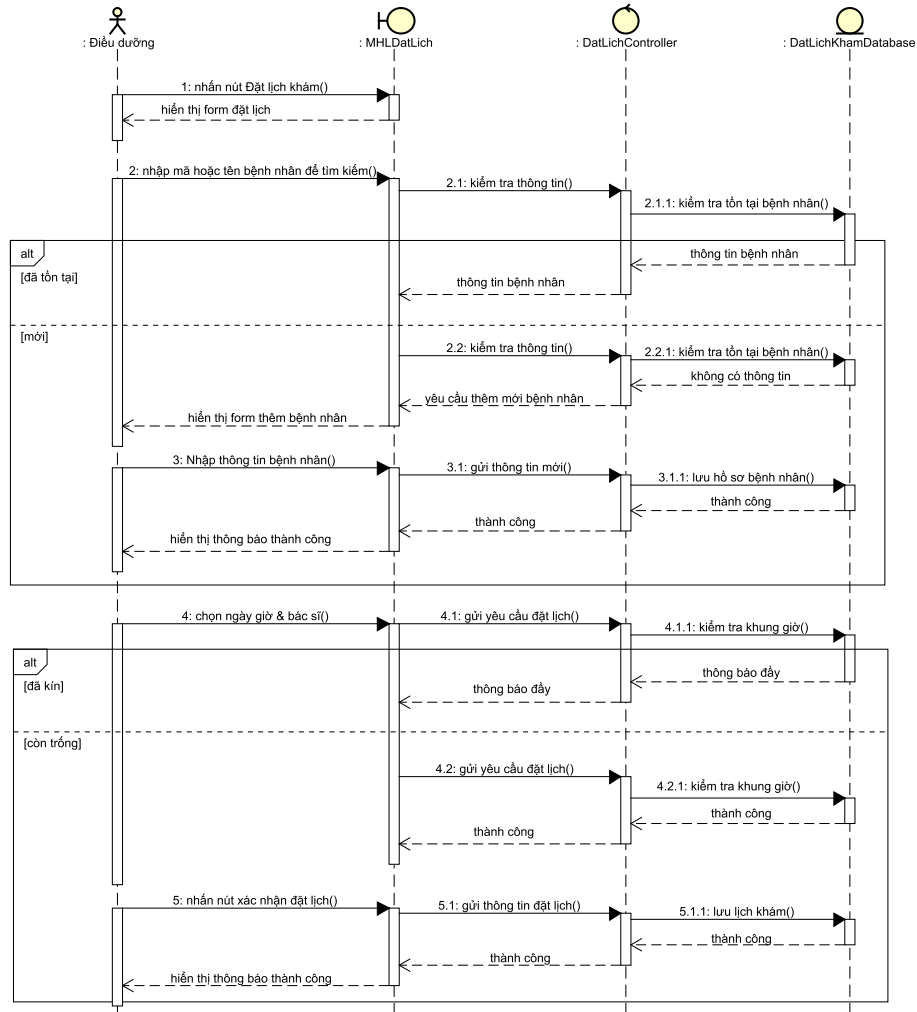 : Điều dưỡng
: MHLDatLich
: DatLichController
: DatLichKhamDatabase
1: nhấn nút Đặt lịch khám()
hiển thị form đặt lịch
2: nhập mã hoặc tên bệnh nhân để tìm kiếm()
2.1: kiểm tra thông tin()
2.1.1: kiểm tra tồn tại bệnh nhân()
alt
[đã tồn tại]
thông tin bệnh nhân
thông tin bệnh nhân
[mới]
2.2: kiểm tra thông tin()
2.2.1: kiểm tra tồn tại bệnh nhân()
không có thông tin
yêu cầu thêm mới bệnh nhân
hiển thị form thêm bệnh nhân
3: Nhập thông tin bệnh nhân()
3.1: gửi thông tin mới()
3.1.1: lưu hồ sơ bệnh nhân()
thành công
thành công
hiển thị thông báo thành công
4: chọn ngày giờ & bác sĩ()
4.1: gửi yêu cầu đặt lịch()
4.1.1: kiểm tra khung giờ()
alt
[đã kín]
thông báo đầy
thông báo đầy
[còn trống]
4.2: gửi yêu cầu đặt lịch()
4.2.1: kiểm tra khung giờ()
thành công
thành công
5: nhấn nút xác nhận đặt lịch()
5.1: gửi thông tin đặt lịch()
5.1.1: lưu lịch khám()
thành công
thành công
hiển thị thông báo thành công